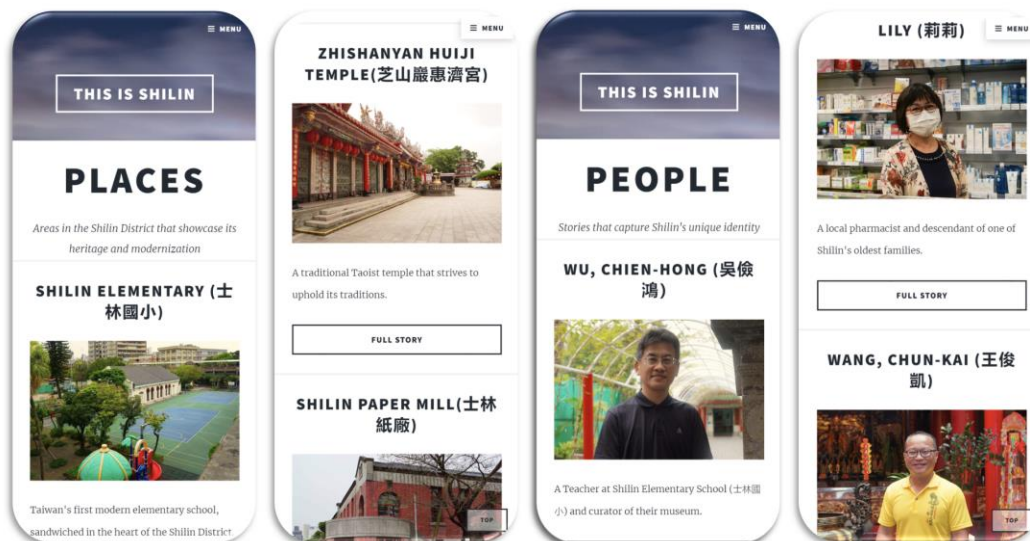 MENU
THIS IS SHILIN
PLACES
Areas in the Shilin District that showcase its
heritage and modernization
SHILIN ELEMENTARY (士
林國小)
Taiwan's first modern elementary school,
sandwiched in the heart of the Shilin District
MENU
ZHISHANYAN HUIJI
TEMPLE(芝山巖惠濟宮)
A traditional Taoist temple that strives to
uphold its traditions.
FULL STORY
SHILIN PAPER MILL(士林
紙廠)
TOP
MENU
THIS IS SHILIN
PEOPLE
Stories that capture Shilin's unique identity
WU, CHIEN-HONG (吳儉
鴻)
A Teacher at Shilin Elementary School (士林國
小) and curator of their museum.
MENU
LILY (莉莉)
A local pharmacist and descendant of one of
Shilin's oldest families.
FULL STORY
WANG, CHUN-KAI (王俊
凱)
TOP